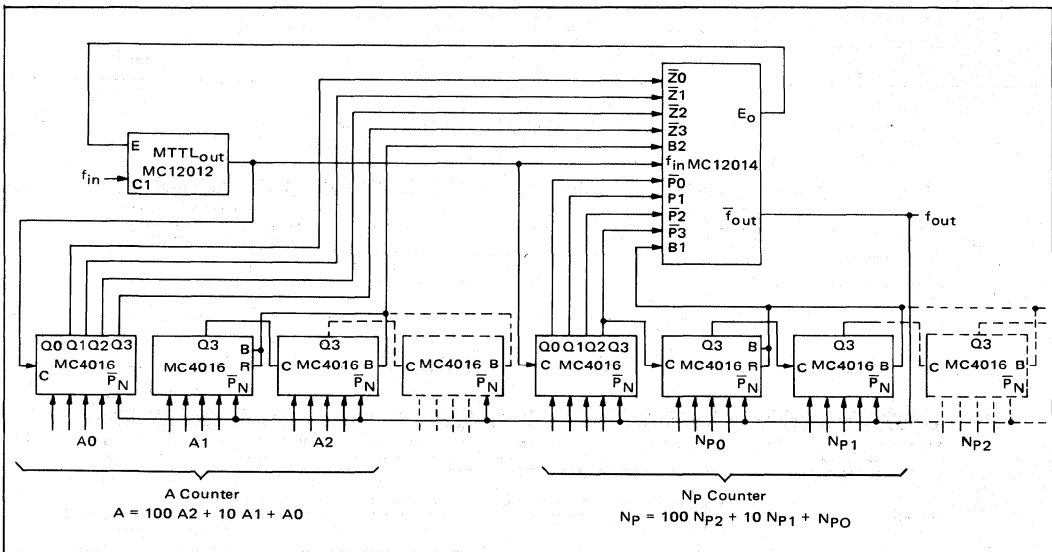 E
MTTLout
MC12012
fin
C1
Z̅0
Z̅1
Z̅2
Z̅3
B2
fin MC12014
P̅0
P1
P̅2
P̅3
B1
Eo
f̅out
fout
Q0 Q1 Q2 Q3
MC4016
C
P̅N
Q3
B
MC4016 R
P̅N
Q3
C MC4016 B
P̅N
B
P̅N
Q0 Q1 Q2 Q3
MC4016
C
P̅N
Q3
B
C MC4016 R
P̅N
Q3
C MC4016 B
P̅N
Q3
C MC4016 B
P̅N
A0
A1
A2
NP0
NP1
NP2
A Counter
A = 100 A2 + 10 A1 + A0
NP Counter
NP = 100 NP2 + 10 NP1 + NPO